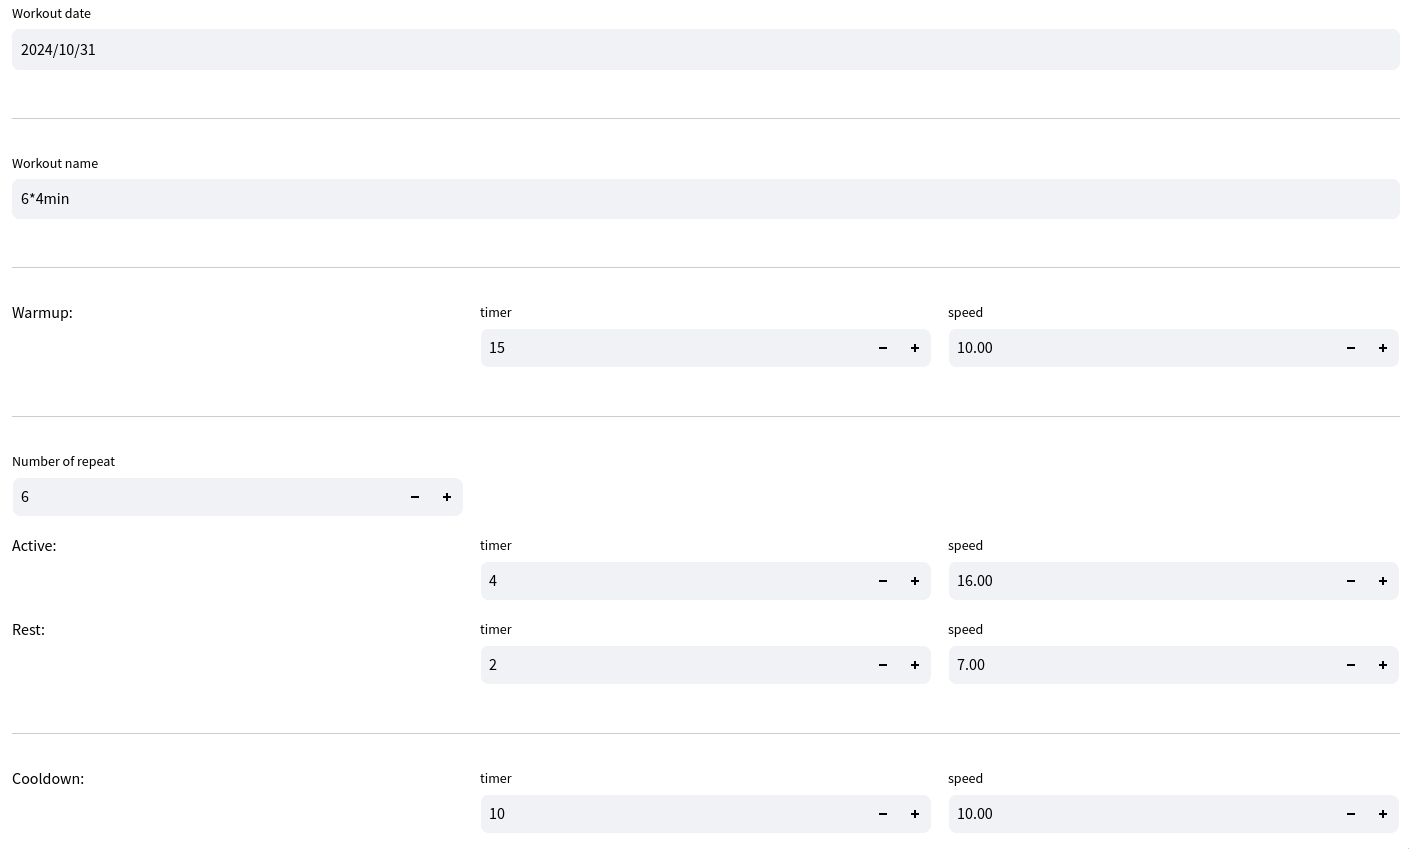 Workout date
2024/10/31
Workout name
6*4min
Warmup: timer speed
15 - + 10.00 - +
Number of repeat
6 - +
Active: timer speed
4 - + 16.00 - +
Rest: timer speed
2 - + 7.00 - +
Cooldown: timer speed
10 - + 10.00 - +